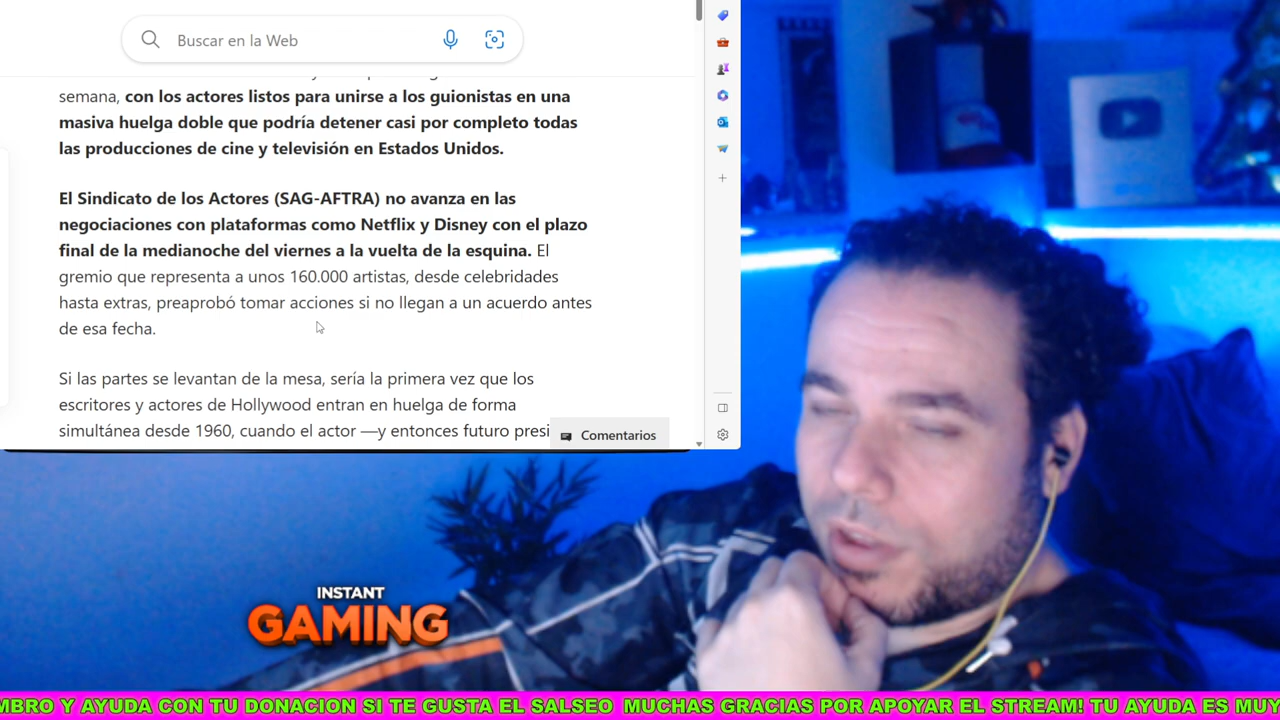 Buscar en la Web
semana, con los actores listos para unirse a los guionistas en una
masiva huelga doble que podría detener casi por completo todas
las producciones de cine y televisión en Estados Unidos.
El Sindicato de los Actores (SAG-AFTRA) no avanza en las
negociaciones con plataformas como Netflix y Disney con el plazo
final de la medianoche del viernes a la vuelta de la esquina. El
gremio que representa a unos 160.000 artistas, desde celebridades
hasta extras, preaprobó tomar acciones si no llegan a un acuerdo antes
de esa fecha.
Si las partes se levantan de la mesa, sería la primera vez que los
escritores y actores de Hollywood entran en huelga de forma
simultánea desde 1960, cuando el actor —y entonces futuro presi
Comentarios
INSTANT
GAMING
MBRO Y AYUDA CON TU DONACION SI TE GUSTA EL SALSEO MUCHAS GRACIAS POR APOYAR EL STREAM! TU AYUDA ES MUY